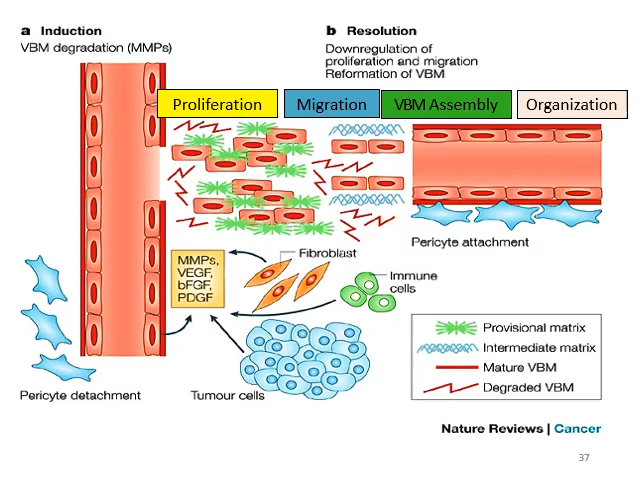 a Induction
VBM degradation (MMPs)
b Resolution
Downregulation of
proliferation and migration
Reformation of VBM
Proliferation
Migration
VBM Assembly
Organization
Pericyte attachment
MMPs,
VEGF,
bFGF,
PDGF
Fibroblast
Immune
cells
Pericyte detachment
Tumour cells
Provisional matrix
Intermediate matrix
Mature VBM
Degraded VBM
Nature Reviews | Cancer
37